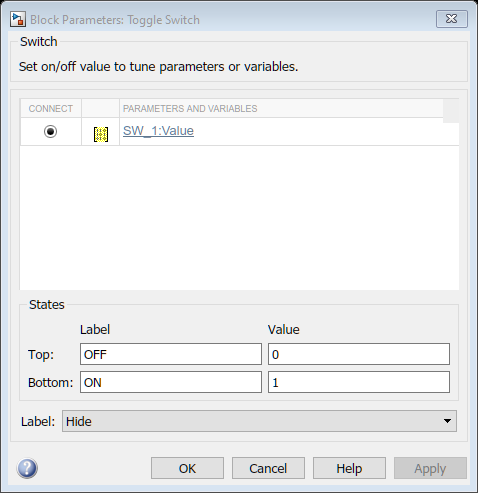 Block Parameters: Toggle Switch
Switch
Set on/off value to tune parameters or variables.
CONNECT PARAMETERS AND VARIABLES
SW_1:Value
States
Label Value
Top: OFF 0
Bottom: ON 1
Label: Hide
? OK Cancel Help Apply